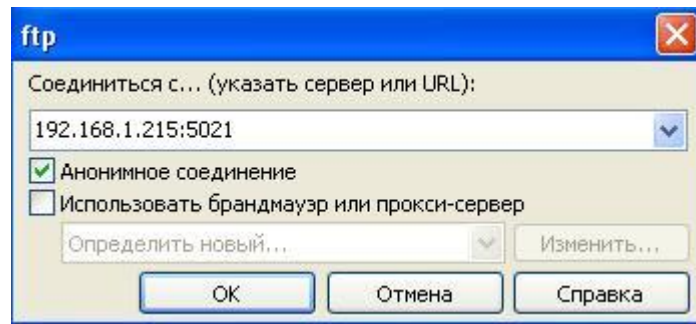 ftp
Соединиться с... (указать сервер или URL):
192.168.1.215:5021
Анонимное соединение
Использовать брандмауэр или прокси-сервер
Определить новый...
Изменить...
ОК
Отмена
Справка